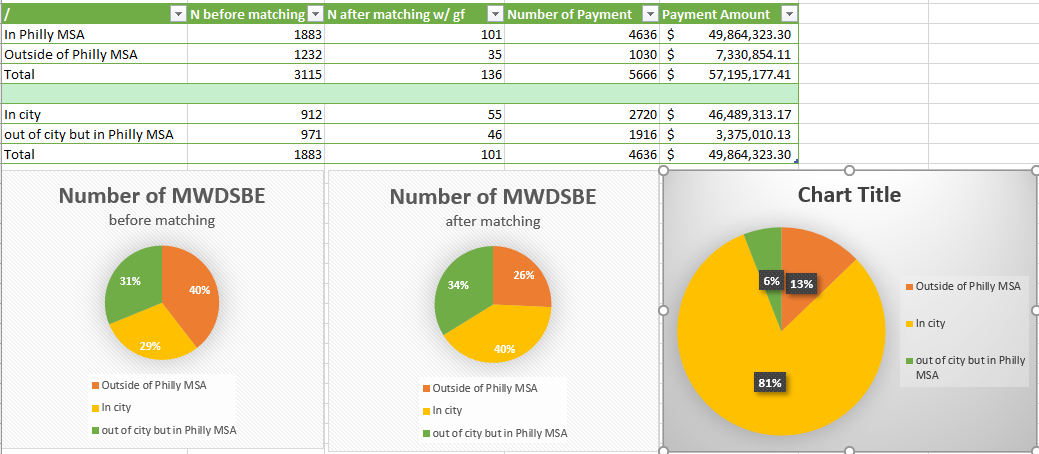 / N before matching N after matching w/ gf Number of Payment Payment Amount
In Philly MSA 1883 101 4636 $ 49,864,323.30
Outside of Philly MSA 1232 35 1030 $ 7,330,854.11
Total 3115 136 5666 $ 57,195,177.41
In city 912 55 2720 $ 46,489,313.17
out of city but in Philly MSA 971 46 1916 $ 3,375,010.13
Total 1883 101 4636 $ 49,864,323.30
Number of MWDSBE
before matching
31%
40%
29%
Outside of Philly MSA
In city
out of city but in Philly MSA
Number of MWDSBE
after matching
26%
34%
40%
Outside of Philly MSA
In city
out of city but in Philly MSA
Chart Title
6% 13%
81%
Outside of Philly MSA
In city
out of city but in Philly
MSA